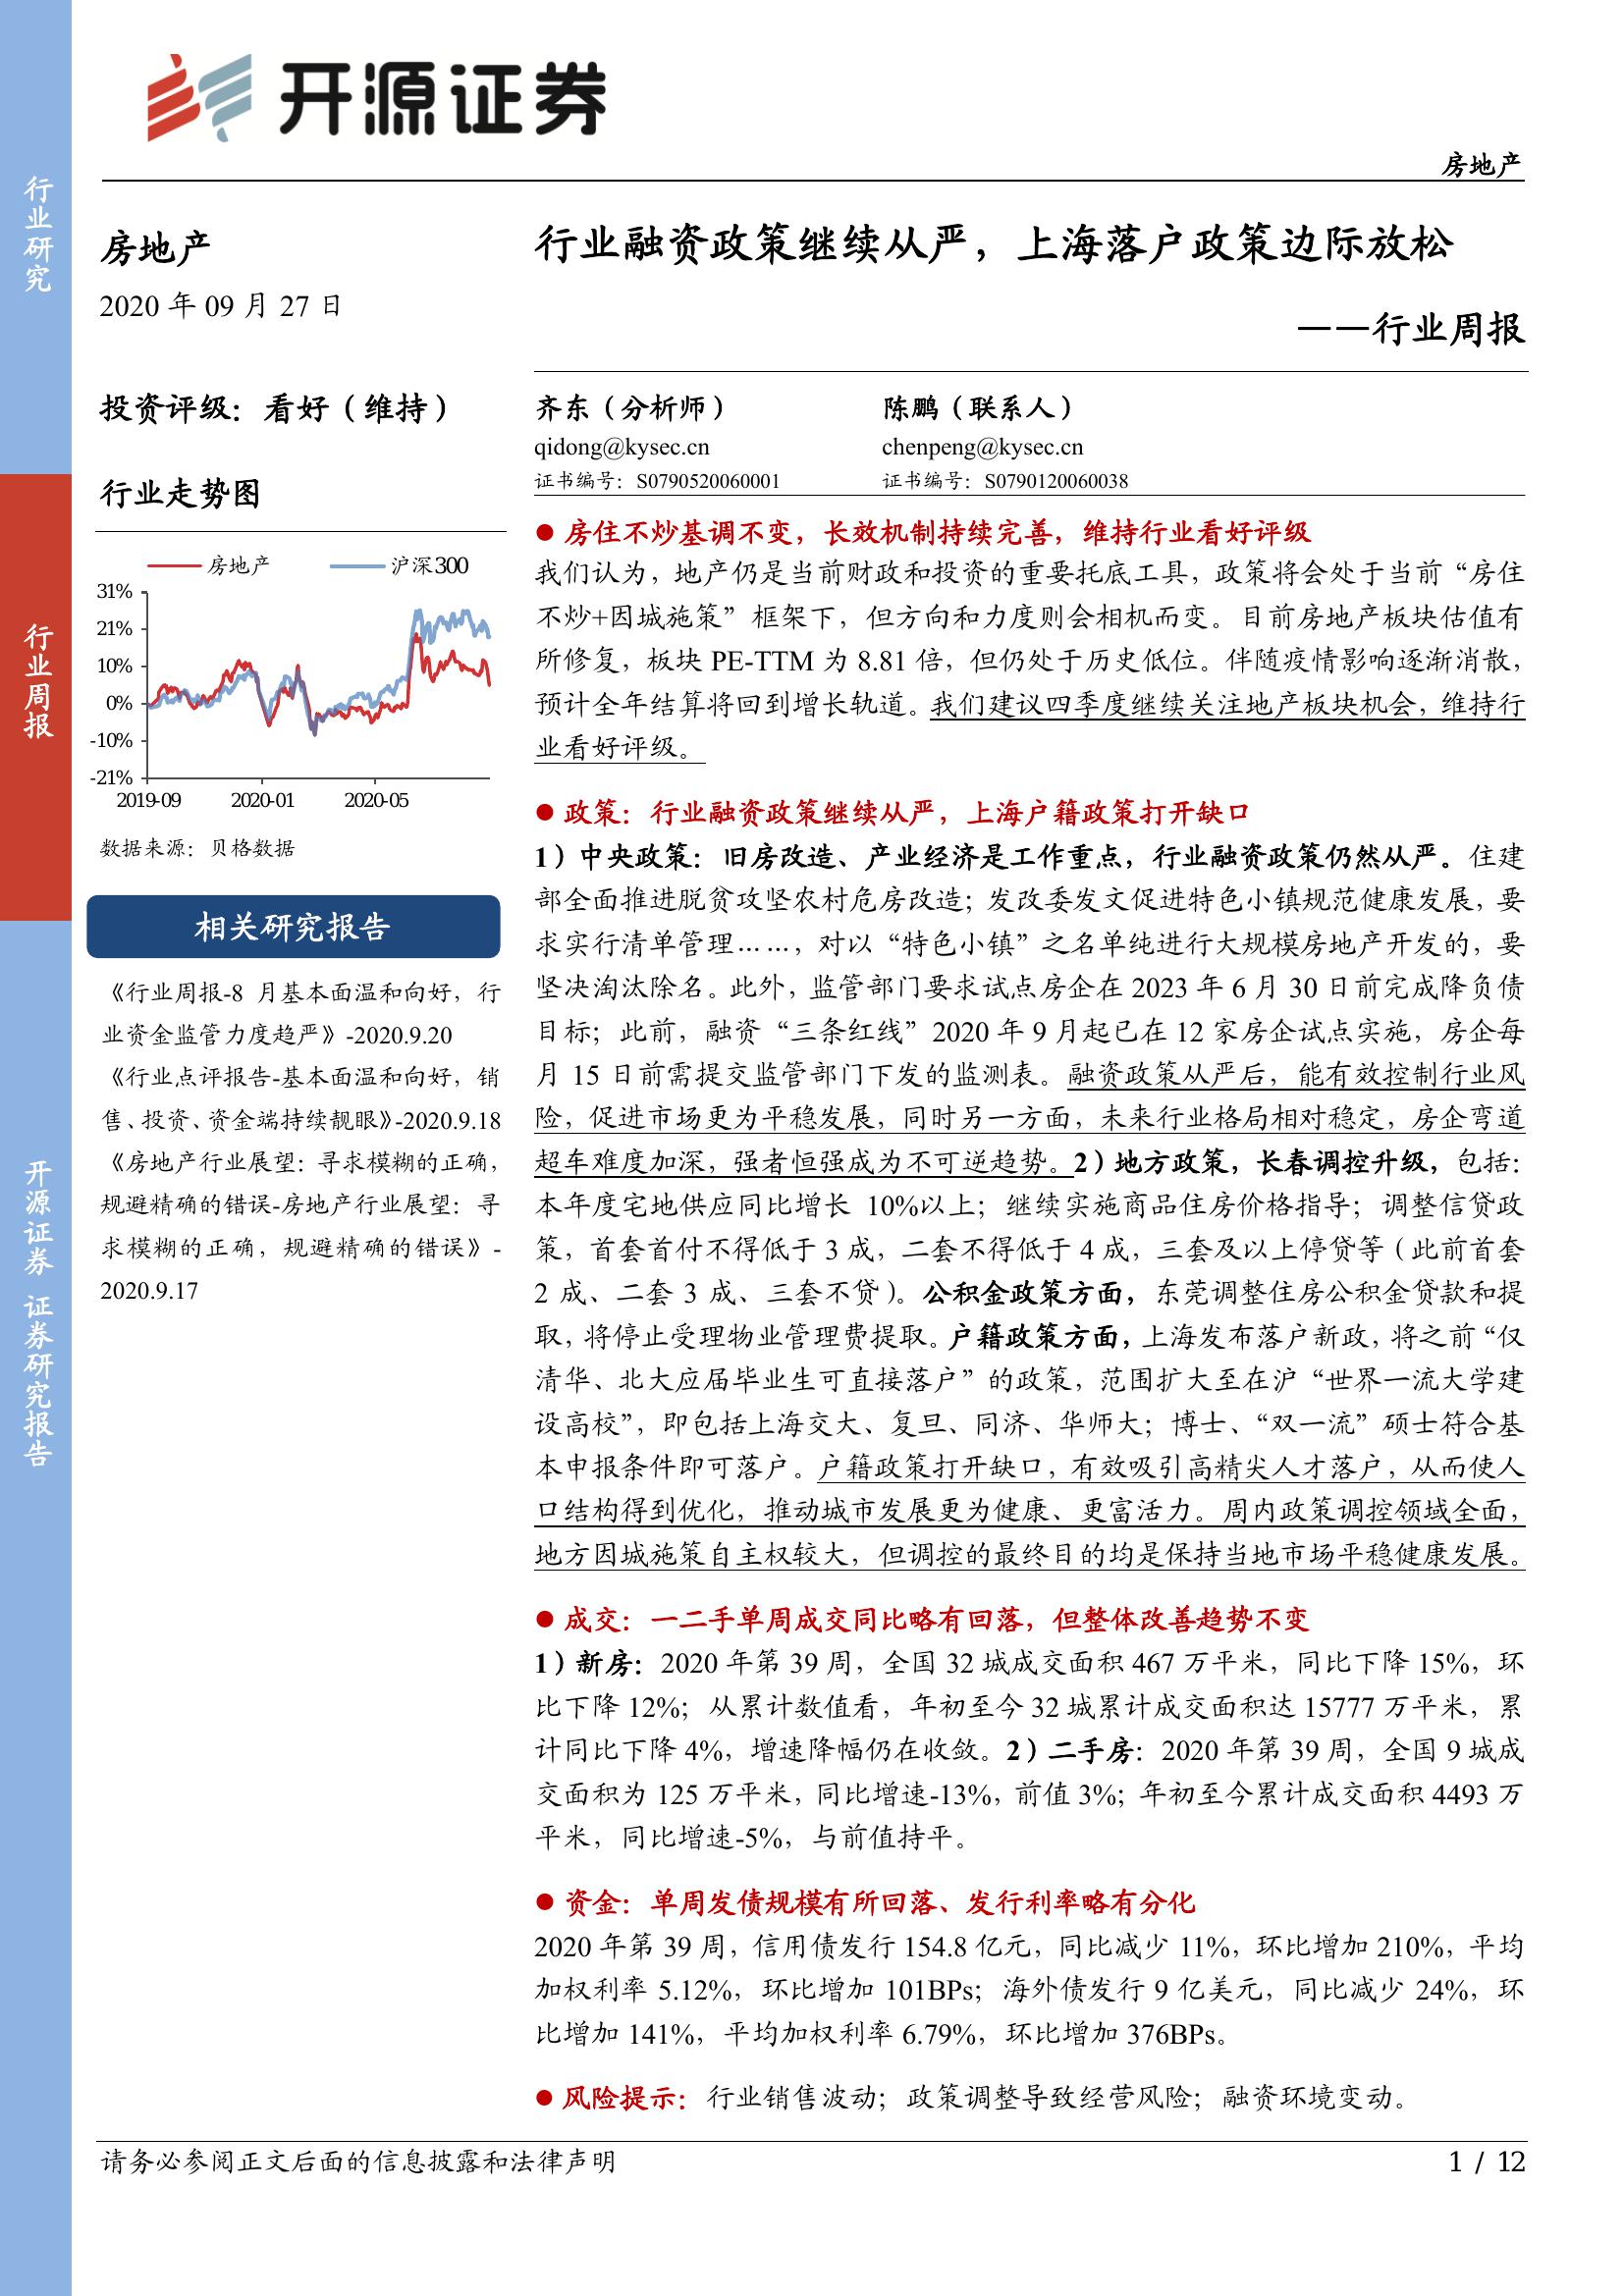 开源证券
房地产
行业研究
行业周报
开源证券 证券研究报告
房地产
2020 年 09 月 27 日
投资评级：看好（维持）
行业走势图
房地产 沪深300
31%
21%
10%
0%
-10%
-21%
2019-09 2020-01 2020-05
数据来源：贝格数据
相关研究报告
《行业周报-8 月基本面温和向好，行
业资金监管力度趋严》-2020.9.20
《行业点评报告-基本面温和向好，销
售、投资、资金端持续靓眼》-2020.9.18
《房地产行业展望：寻求模糊的正确，
规避精确的错误-房地产行业展望：寻
求模糊的正确，规避精确的错误》-
2020.9.17
行业融资政策继续从严，上海落户政策边际放松
——行业周报
齐东（分析师） 陈鹏（联系人）
qidong@kysec.cn chenpeng@kysec.cn
证书编号：S0790520060001 证书编号：S0790120060038
● 房住不炒基调不变，长效机制持续完善，维持行业看好评级
我们认为，地产仍是当前财政和投资的重要托底工具，政策将会处于当前“房住
不炒+因城施策”框架下，但方向和力度则会相机而变。目前房地产板块估值有
所修复，板块 PE-TTM 为 8.81 倍，但仍处于历史低位。伴随疫情影响逐渐消散，
预计全年结算将回到增长轨道。我们建议四季度继续关注地产板块机会，维持行
业看好评级。
● 政策：行业融资政策继续从严，上海户籍政策打开缺口
1）中央政策：旧房改造、产业经济是工作重点，行业融资政策仍然从严。住建
部全面推进脱贫攻坚农村危房改造；发改委发文促进特色小镇规范健康发展，要
求实行清单管理……，对以“特色小镇”之名单纯进行大规模房地产开发的，要
坚决淘汰除名。此外，监管部门要求试点房企在 2023 年 6 月 30 日前完成降负债
目标；此前，融资“三条红线”2020 年 9 月起已在 12 家房企试点实施，房企每
月 15 日前需提交监管部门下发的监测表。融资政策从严后，能有效控制行业风
险，促进市场更为平稳发展，同时另一方面，未来行业格局相对稳定，房企弯道
超车难度加深，强者恒强成为不可逆趋势。2）地方政策，长春调控升级，包括：
本年度宅地供应同比增长 10%以上；继续实施商品住房价格指导；调整信贷政
策，首套首付不得低于 3 成，二套不得低于 4 成，三套及以上停贷等（此前首套
2 成、二套 3 成、三套不贷）。公积金政策方面，东莞调整住房公积金贷款和提
取，将停止受理物业管理费提取。户籍政策方面，上海发布落户新政，将之前“仅
清华、北大应届毕业生可直接落户”的政策，范围扩大至在沪“世界一流大学建
设高校”，即包括上海交大、复旦、同济、华师大；博士、“双一流”硕士符合基
本申报条件即可落户。户籍政策打开缺口，有效吸引高精尖人才落户，从而使人
口结构得到优化，推动城市发展更为健康、更富活力。周内政策调控领域全面，
地方因城施策自主权较大，但调控的最终目的均是保持当地市场平稳健康发展。
● 成交：一二手单周成交同比略有回落，但整体改善趋势不变
1）新房：2020 年第 39 周，全国 32 城成交面积 467 万平米，同比下降 15%，环
比下降 12%；从累计数值看，年初至今 32 城累计成交面积达 15777 万平米，累
计同比下降 4%，增速降幅仍在收敛。2）二手房：2020 年第 39 周，全国 9 城成
交面积为 125 万平米，同比增速-13%，前值 3%；年初至今累计成交面积 4493 万
平米，同比增速-5%，与前值持平。
● 资金：单周发债规模有所回落、发行利率略有分化
2020 年第 39 周，信用债发行 154.8 亿元，同比减少 11%，环比增加 210%，平均
加权利率 5.12%，环比增加 101BPs；海外债发行 9 亿美元，同比减少 24%，环
比增加 141%，平均加权利率 6.79%，环比增加 376BPs。
● 风险提示：行业销售波动；政策调整导致经营风险；融资环境变动。
请务必参阅正文后面的信息披露和法律声明 1 / 12